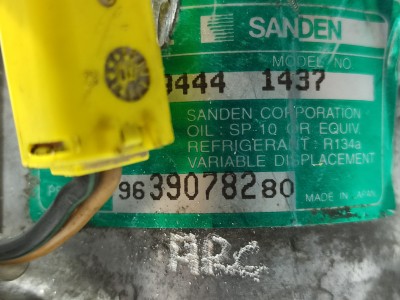 SANDEN
MODEL NO.
9444 1437
SANDEN CORPORATION
OIL : SP-10 OR EQUIV.
REFRIGERANT : R134a
VARIABLE DISPLACEMENT
9639078280
MADE IN JAPAN
ABC